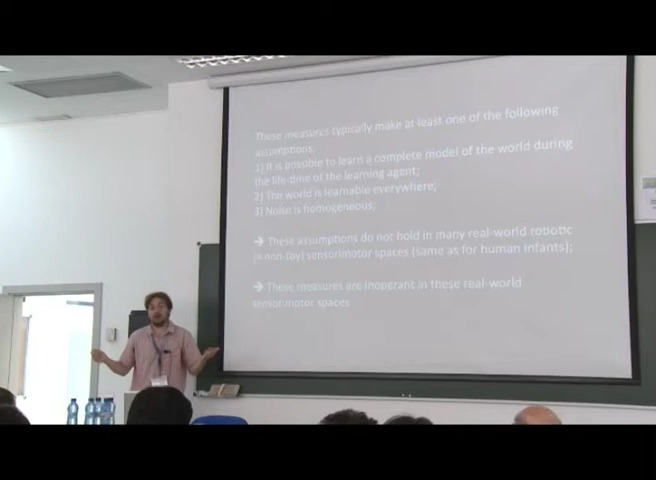 These measures typically make at least one of the following
assumptions:
1) It is possible to learn a complete model of the world during
the life-time of the learning agent;
2) The world is learnable everywhere;
3) Noise is homogeneous;
➔ These assumptions do not hold in many real-world robotic
(= non-toy) sensorimotor spaces (same as for human infants);
➔ These measures are inoperant in these real-world
sensorimotor spaces